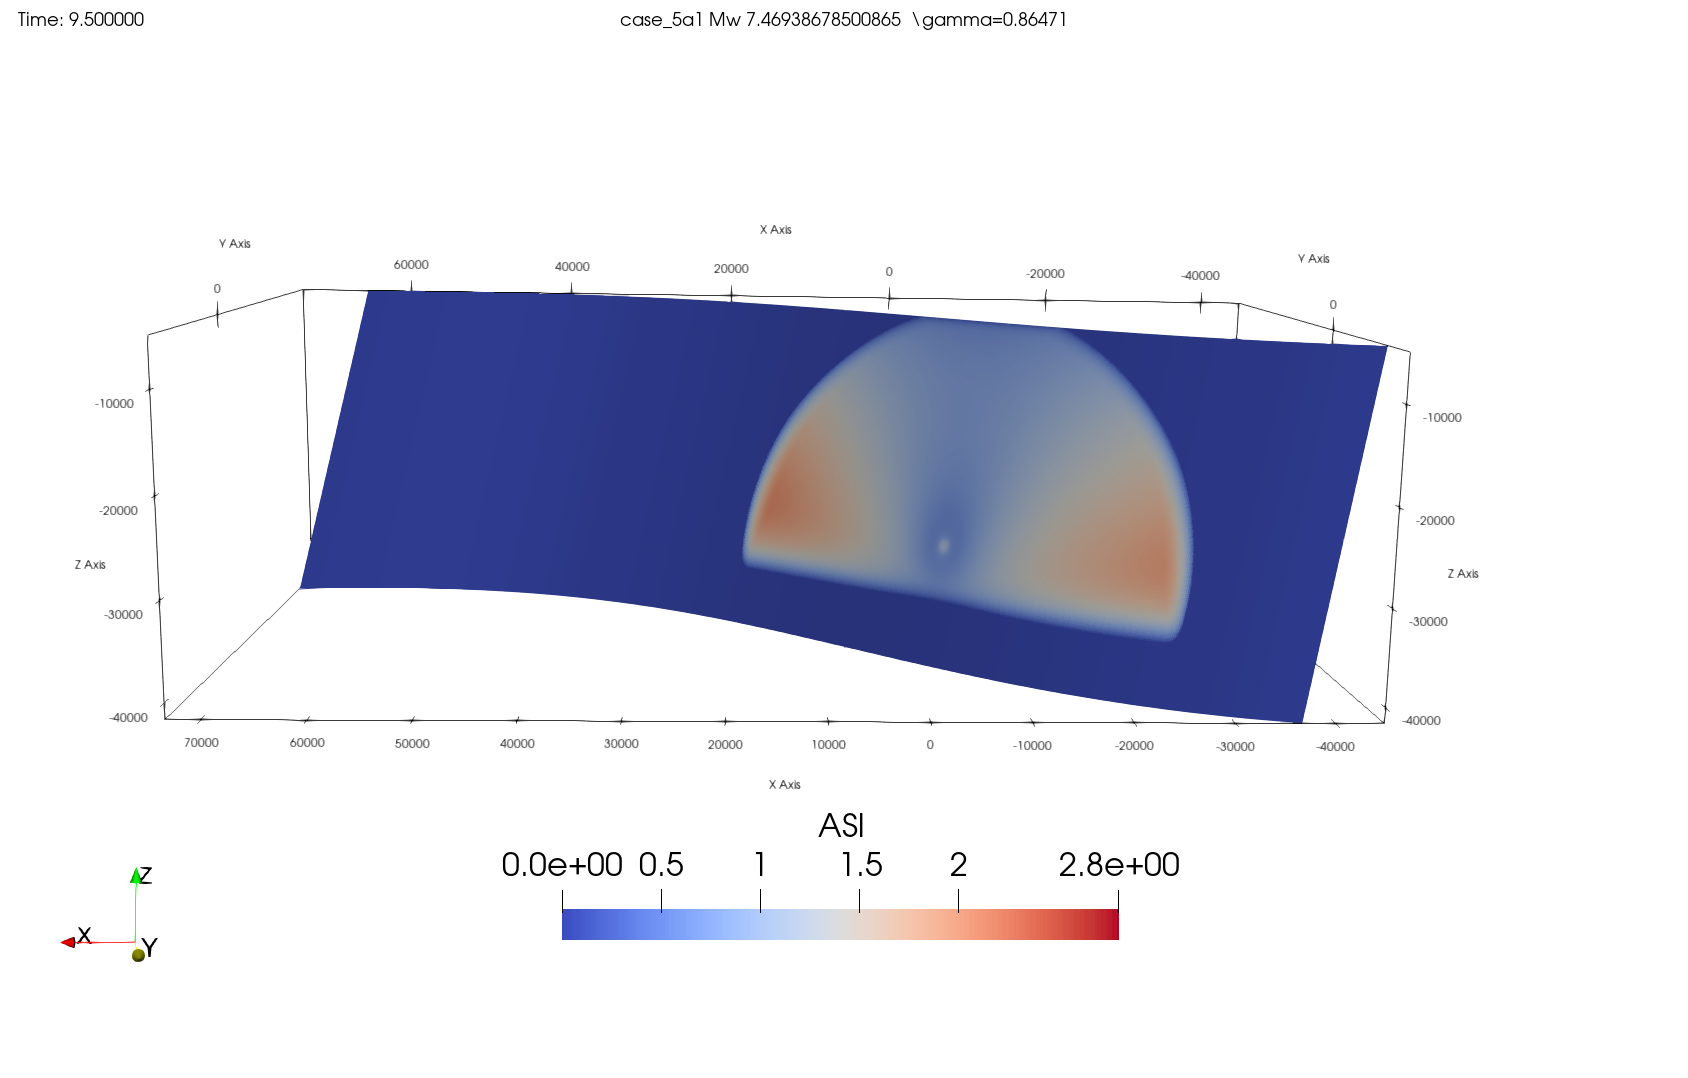 Time: 9.500000
case_5a1 Mw 7.46938678500865 \gamma=0.86471
X Axis
Y Axis
Y Axis
60000 40000 20000 0 -20000 -40000
0
0
-10000
-10000
-20000
-20000
Z Axis
Z Axis
-30000
-30000
-40000
-40000
70000 60000 50000 40000 30000 20000 10000 0 -10000 -20000 -30000 -40000
X Axis
ASI
0.0e+00 0.5 1 1.5 2 2.8e+00
Z
X
Y